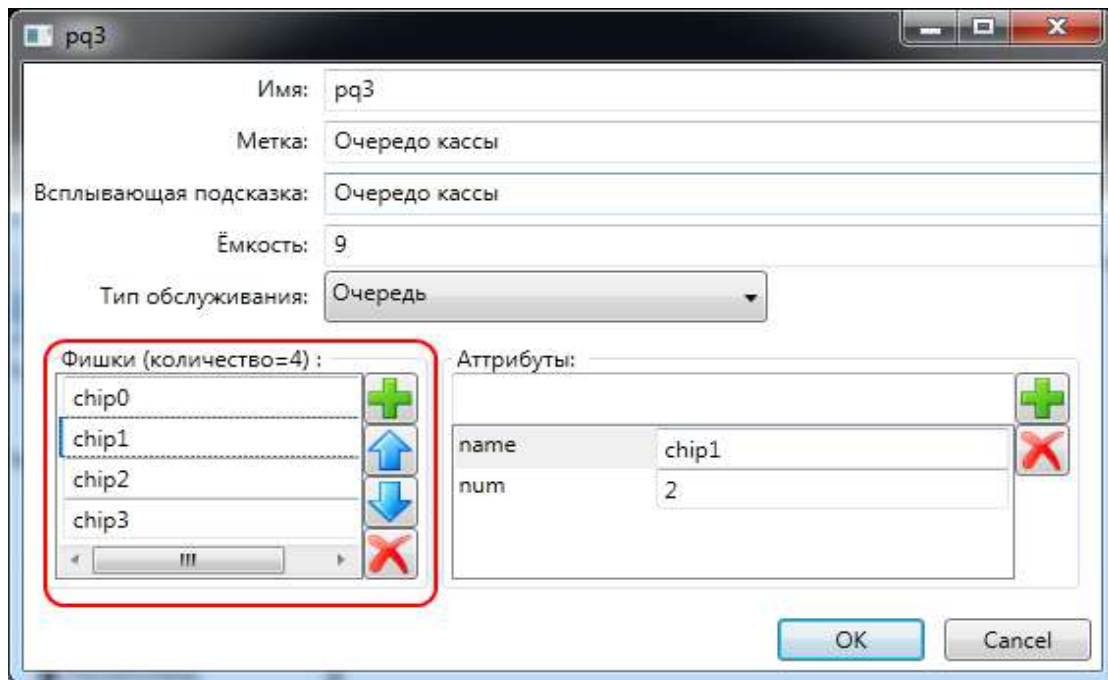 pq3
Имя: pq3
Метка: Очередо кассы
Всплывающая подсказка: Очередо кассы
Ёмкость: 9
Тип обслуживания: Очередь
Фишки (количество=4) :
chip0
chip1
chip2
chip3
Аттрибуты:
name chip1
num 2
OK Cancel